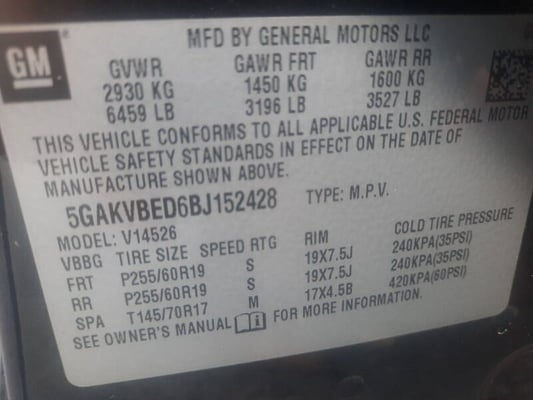 GM
MFD BY GENERAL MOTORS LLC
GVWR GAWR FRT GAWR RR
2930 KG 1450 KG 1600 KG
6459 LB 3196 LB 3527 LB
THIS VEHICLE CONFORMS TO ALL APPLICABLE U.S. FEDERAL MOTOR
VEHICLE SAFETY STANDARDS IN EFFECT ON THE DATE OF
MANUFACTURE SHOWN ABOVE.
5GAKVBED6BJ152428 TYPE: M.P.V.
MODEL: V14526
VBBG TIRE SIZE SPEED RTG RIM COLD TIRE PRESSURE
FRT P255/60R19 S 19X7.5J 240KPA(35PSI)
RR P255/60R19 S 19X7.5J 240KPA(35PSI)
SPA T145/70R17 M 17X4.5B 420KPA(60PSI)
SEE OWNER'S MANUAL FOR MORE INFORMATION.